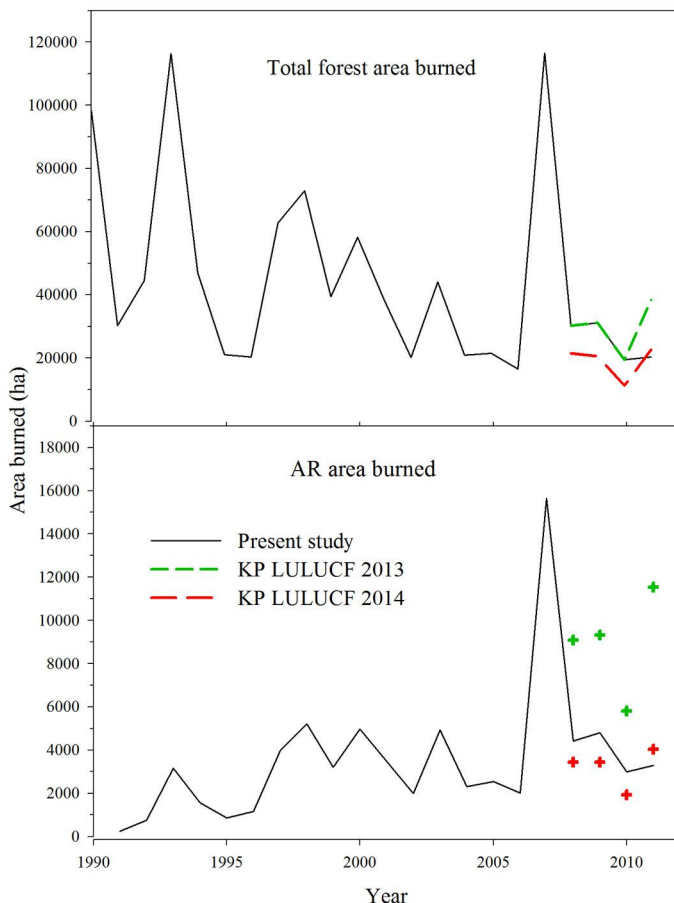 120000
Total forest area burned
100000
80000
60000
40000
20000
0
Area burned (ha)
18000
AR area burned
16000
14000
Present study
12000
KP LULUCF 2013
KP LULUCF 2014
10000
8000
6000
4000
2000
0
1990 1995 2000 2005 2010
Year